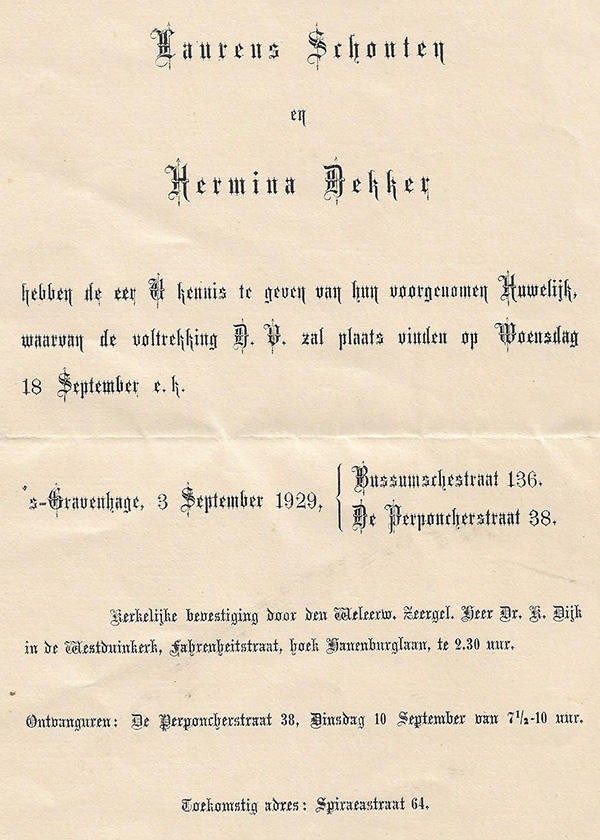 Laurens Schouten
en
Hermina Dekker
hebben de eer U kennis te geven van hun voorgenomen Huwelijk,
waarvan de voltrekking D. V. zal plaats vinden op Woensdag
18 September e. k.
's-Gravenhage, 3 September 1929,
Bussumschestraat 136.
De Perponcherstraat 38.
Kerkelijke bevestiging door den Weleerw. Zeergel. Heer Dr. K. Dijk
in de Westduinkerk, Fahrenheitstraat, hoek Hanenburglaan, te 2.30 uur.
Ontvanguren: De Perponcherstraat 38, Dinsdag 10 September van 7½-10 uur.
Toekomstig adres: Spiraeastraat 64.